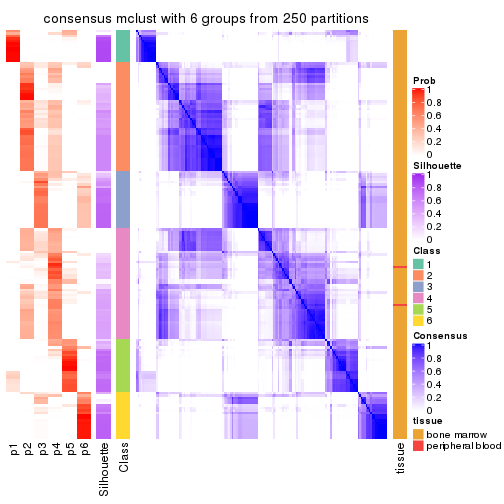 consensus mclust with 6 groups from 250 partitions
Prob
1
0.8
0.6
0.4
0.2
0
Silhouette
1
0.8
0.6
0.4
0.2
0
Class
1
2
3
4
5
6
Consensus
1
0.8
0.6
0.4
0.2
0
tissue
bone marrow
peripheral blood
p1
p2
p3
p4
p5
p6
Silhouette
Class
tissue